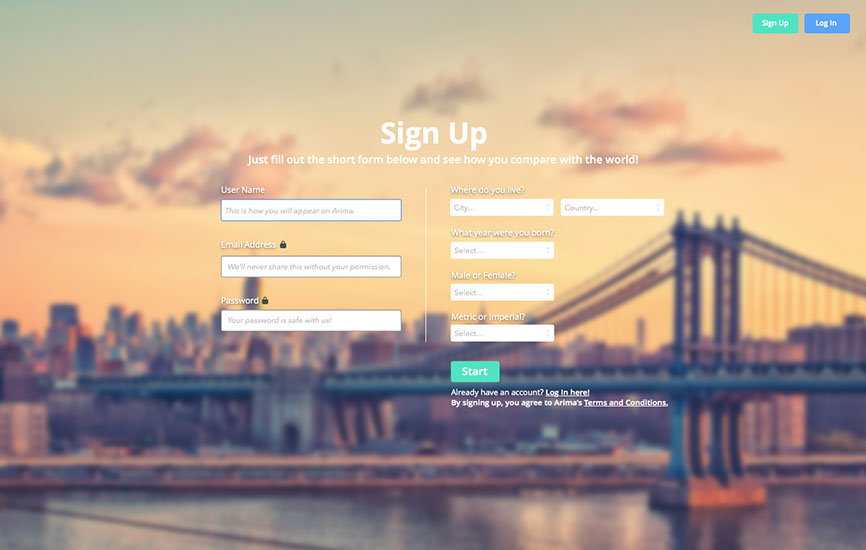 Sign Up
Log In
Sign Up
Just fill out the short form below and see how you compare with the world!
User Name
This is how you will appear on Arima.
Email Address
We'll never share this without your permission.
Password
Your password is safe with us!
Where do you live?
City...
Country...
What year were you born?
Select...
Male or Female?
Select...
Metric or Imperial?
Select...
Start
Already have an account? Log In here!
By signing up, you agree to Arima's Terms and Conditions.